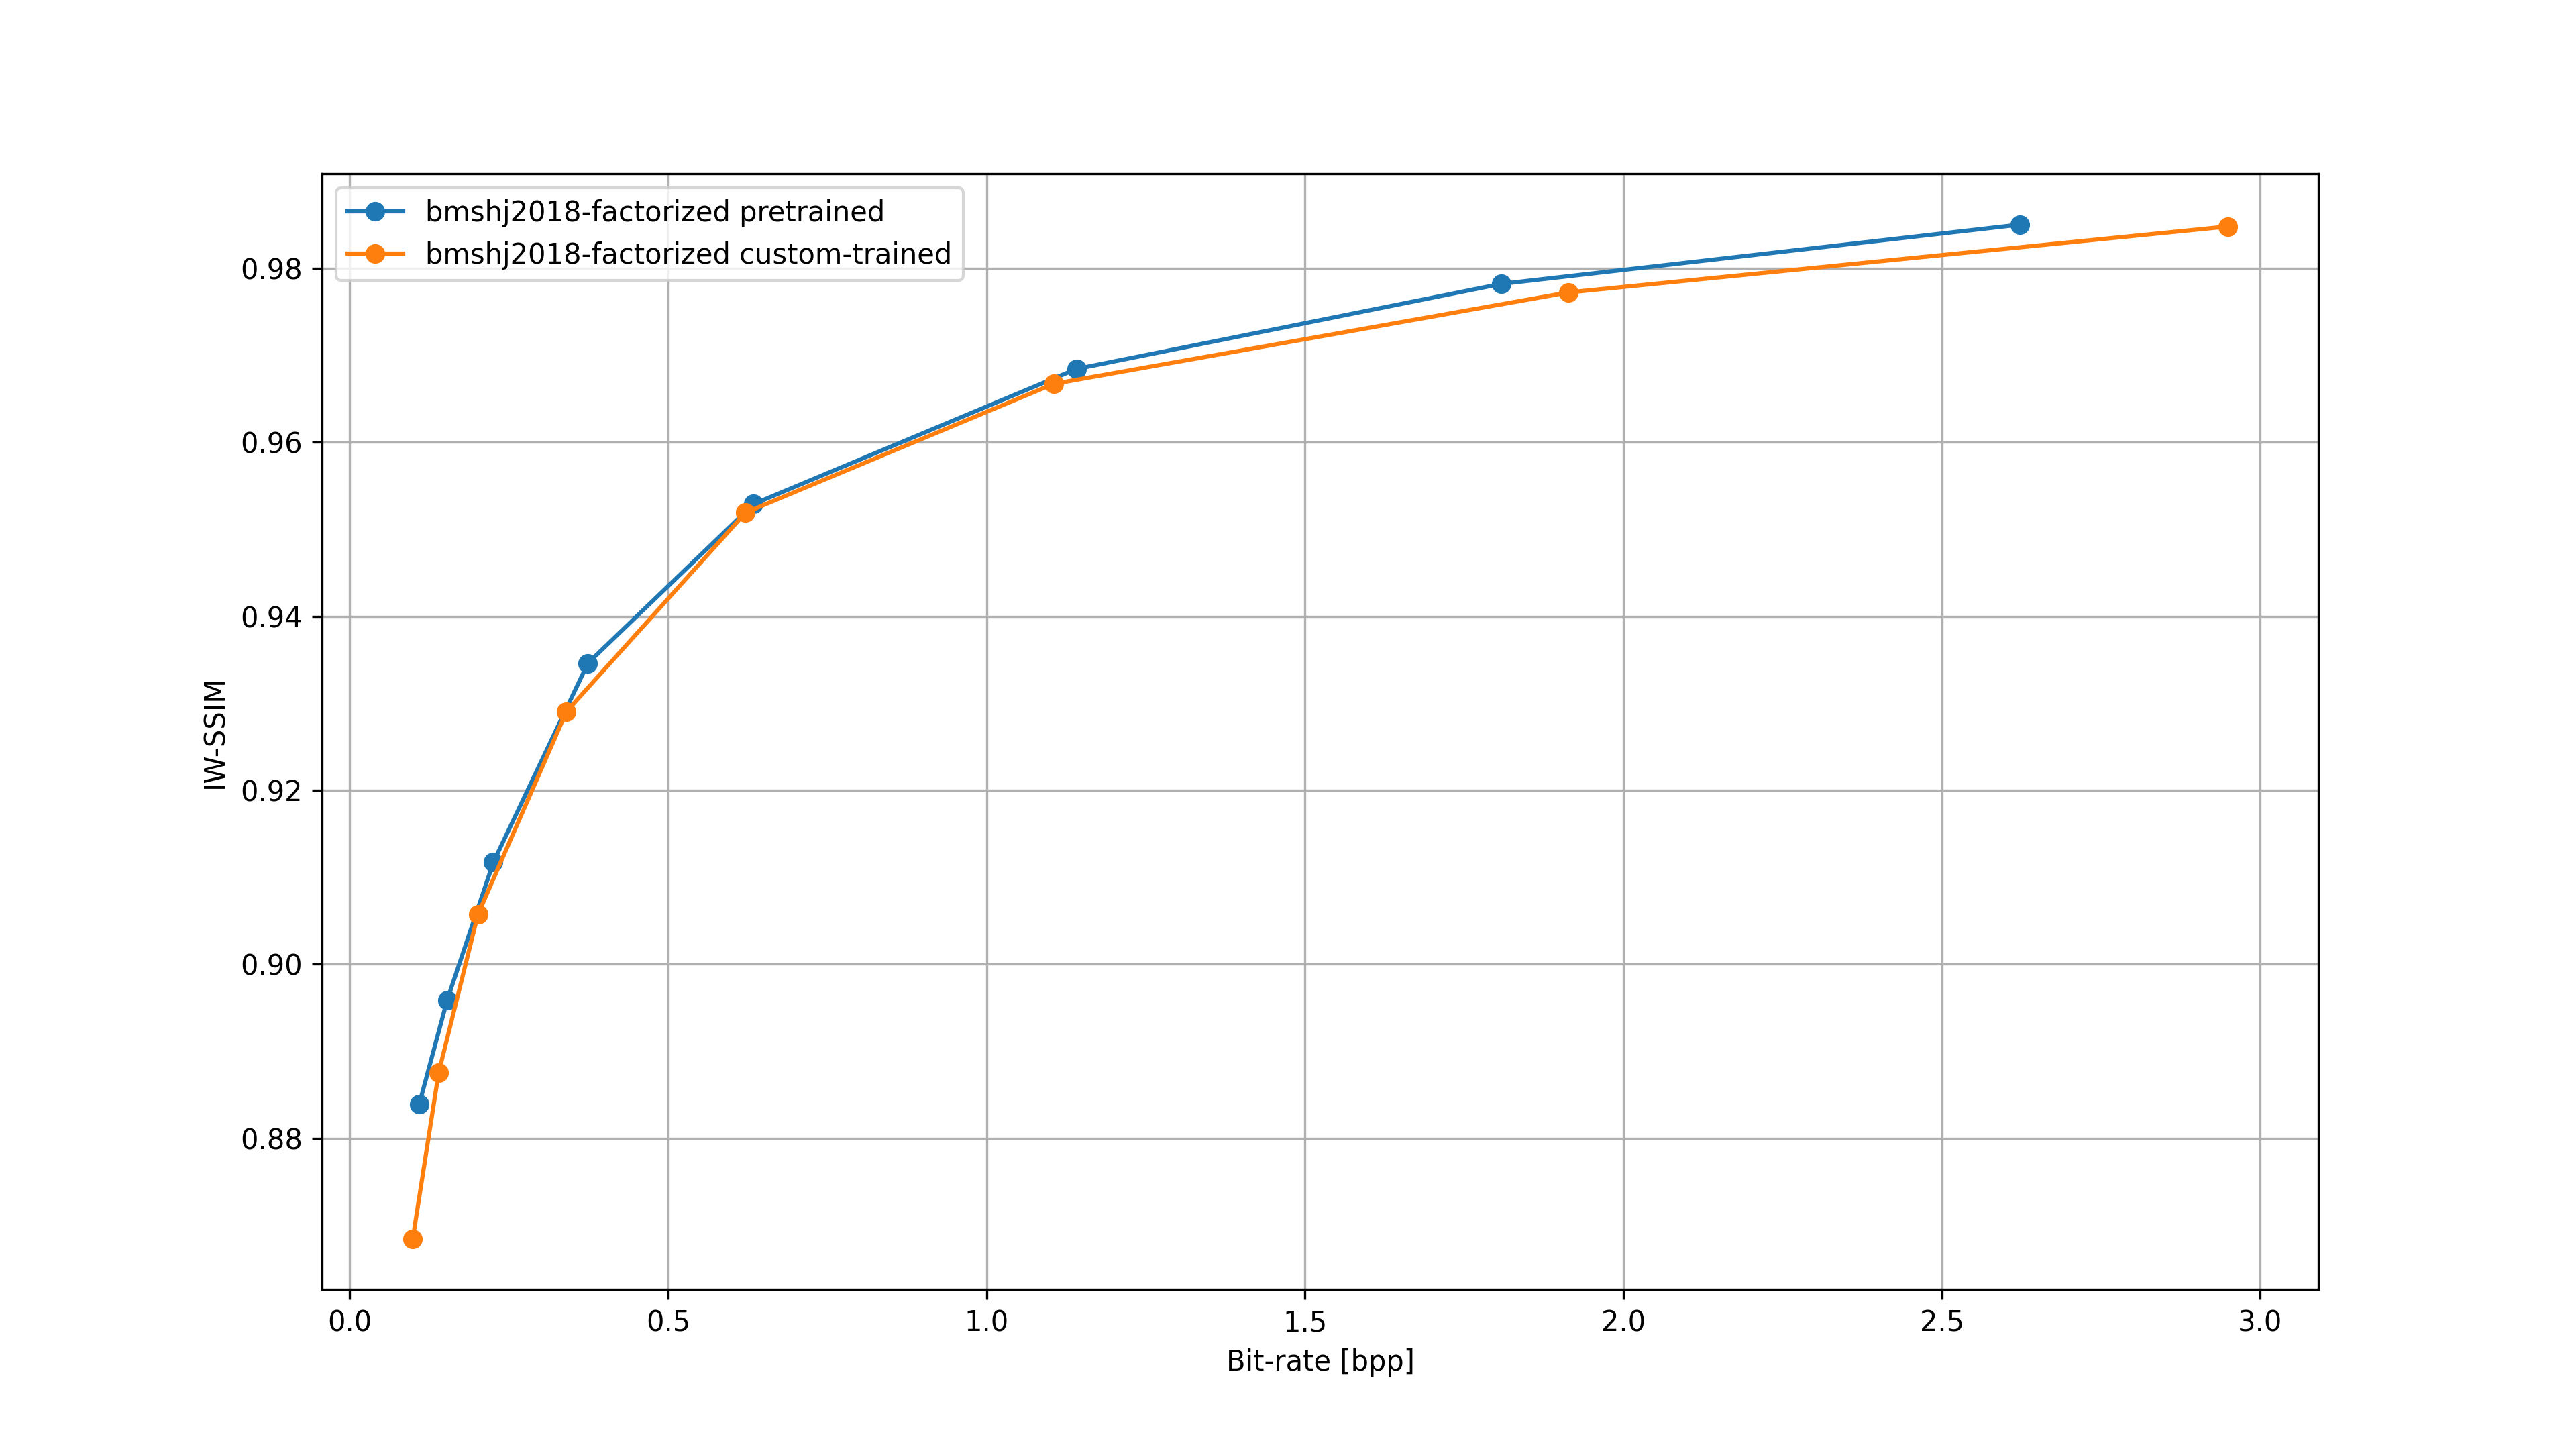 bmshj2018-factorized pretrained
bmshj2018-factorized custom-trained
0.98
0.96
0.94
0.92
0.90
0.88
IW-SSIM
0.0 0.5 1.0 1.5 2.0 2.5 3.0
Bit-rate [bpp]